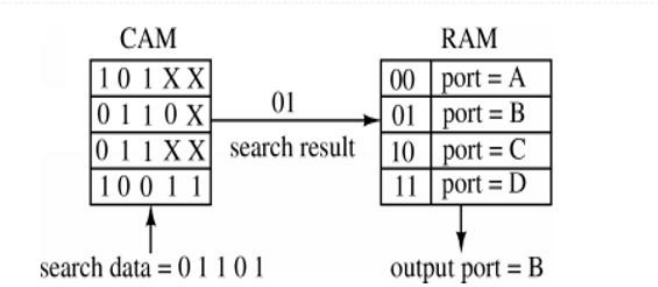 CAM RAM
1 0 1 X X 00 port = A
0 1 1 0 X 01 01 port = B
0 1 1 X X search result 10 port = C
1 0 0 1 1 11 port = D
search data = 0 1 1 0 1 output port = B